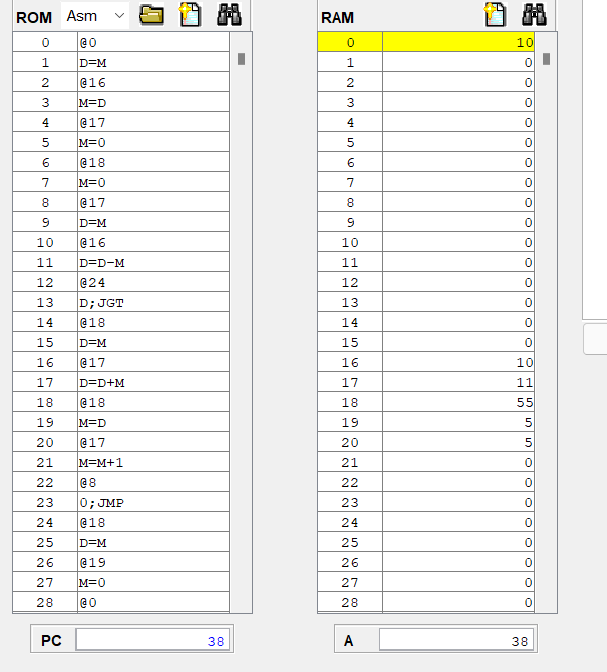 ROM Asm RAM
0 @0 0 10
1 D=M 1 0
2 @16 2 0
3 M=D 3 0
4 @17 4 0
5 M=0 5 0
6 @18 6 0
7 M=0 7 0
8 @17 8 0
9 D=M 9 0
10 @16 10 0
11 D=D-M 11 0
12 @24 12 0
13 D;JGT 13 0
14 @18 14 0
15 D=M 15 0
16 @17 16 10
17 D=D+M 17 11
18 @18 18 55
19 M=D 19 5
20 @17 20 5
21 M=M+1 21 0
22 @8 22 0
23 0;JMP 23 0
24 @18 24 0
25 D=M 25 0
26 @19 26 0
27 M=0 27 0
28 @0 28 0
PC 38 A 38